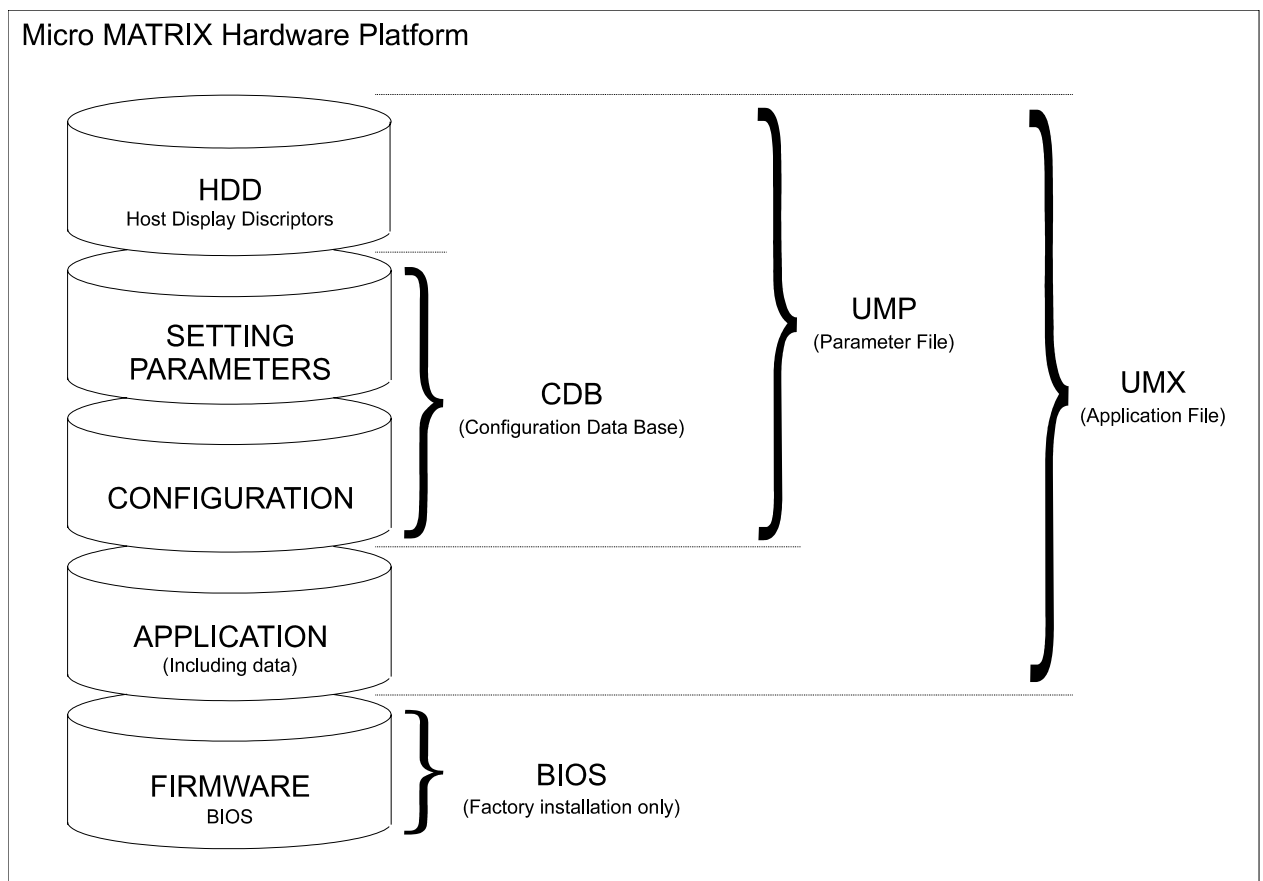 Micro MATRIX Hardware Platform
HDD
Host Display Discriptors
SETTING
PARAMETERS
CONFIGURATION
APPLICATION
(Including data)
FIRMWARE
BIOS
CDB
(Configuration Data Base)
BIOS
(Factory installation only)
UMP
(Parameter File)
UMX
(Application File)